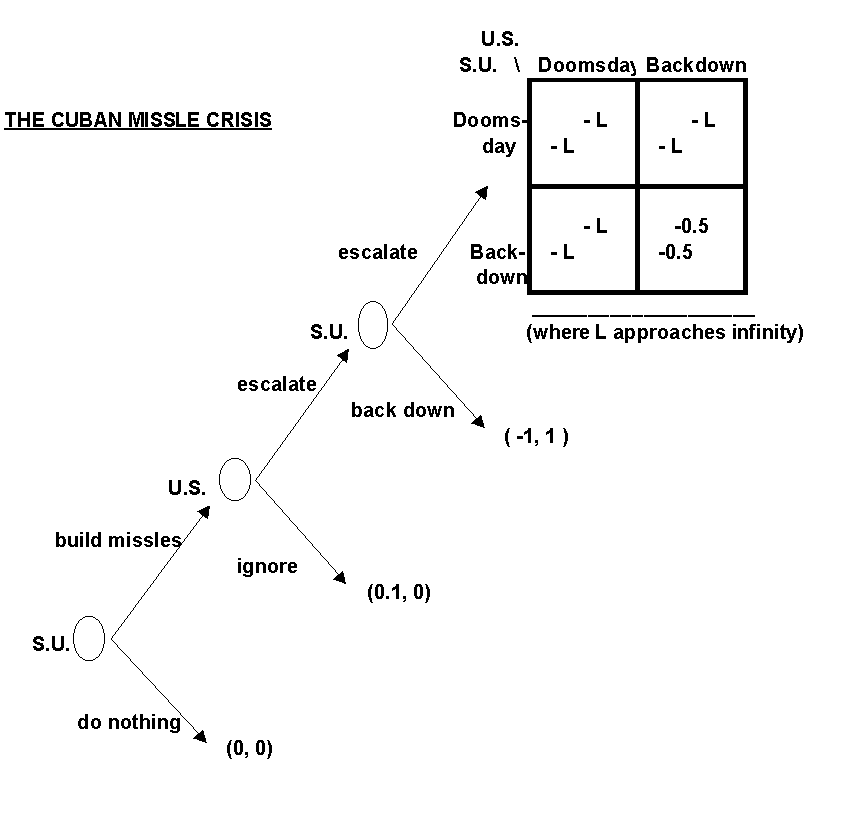 U.S.
S.U. \ Doomsday Backdown
THE CUBAN MISSLE CRISIS
Dooms-
day
- L - L
- L - L
escalate
Back-
down
- L -0.5
- L -0.5
(where L approaches infinity)
S.U.
escalate
back down
( -1, 1 )
U.S.
build missles
ignore
(0.1, 0)
S.U.
do nothing
(0, 0)